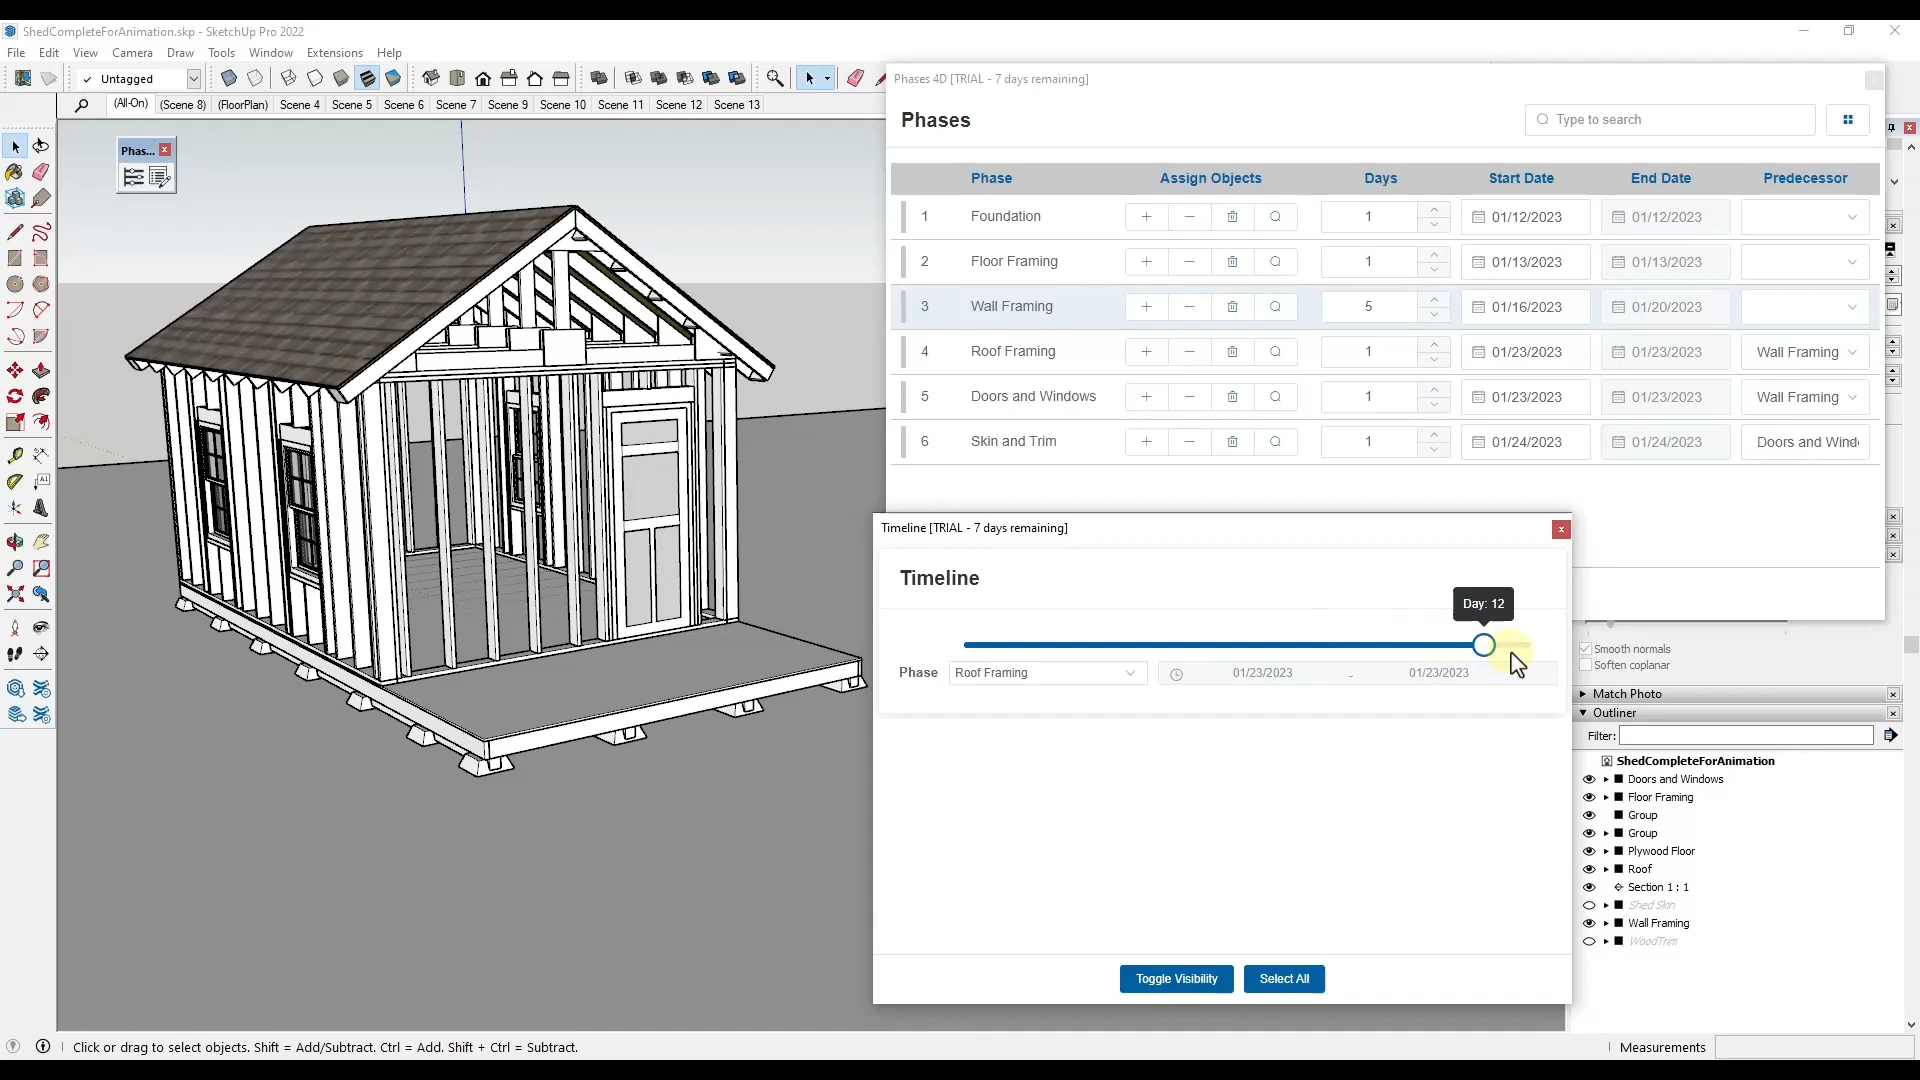 ShedCompleteForAnimation.skp - SketchUp Pro 2022
File Edit View Camera Draw Tools Window Extensions Help
Untagged
(All-On) (Scene 8) (FloorPlan) Scene 4 Scene 5 Scene 6 Scene 7 Scene 9 Scene 10 Scene 11 Scene 12 Scene 13
Phas...
Phases 4D [TRIAL - 7 days remaining]
Phases
Type to search
Phase Assign Objects Days Start Date End Date Predecessor
1 Foundation 1 01/12/2023 01/12/2023
2 Floor Framing 1 01/13/2023 01/13/2023
3 Wall Framing 5 01/16/2023 01/20/2023
4 Roof Framing 1 01/23/2023 01/23/2023 Wall Framing
5 Doors and Windows 1 01/23/2023 01/23/2023 Wall Framing
6 Skin and Trim 1 01/24/2023 01/24/2023 Doors and Wind
Timeline [TRIAL - 7 days remaining]
Timeline
Day: 12
Phase Roof Framing 01/23/2023 - 01/23/2023
Toggle Visibility Select All
Smooth normals
Soften coplanar
Match Photo
Outliner
Filter:
ShedCompleteForAnimation
Doors and Windows
Floor Framing
Group
Group
Plywood Floor
Roof
Section 1 : 1
Shed Skin
Wall Framing
WoodTrim
Click or drag to select objects. Shift = Add/Subtract. Ctrl = Add. Shift + Ctrl = Subtract.
Measurements